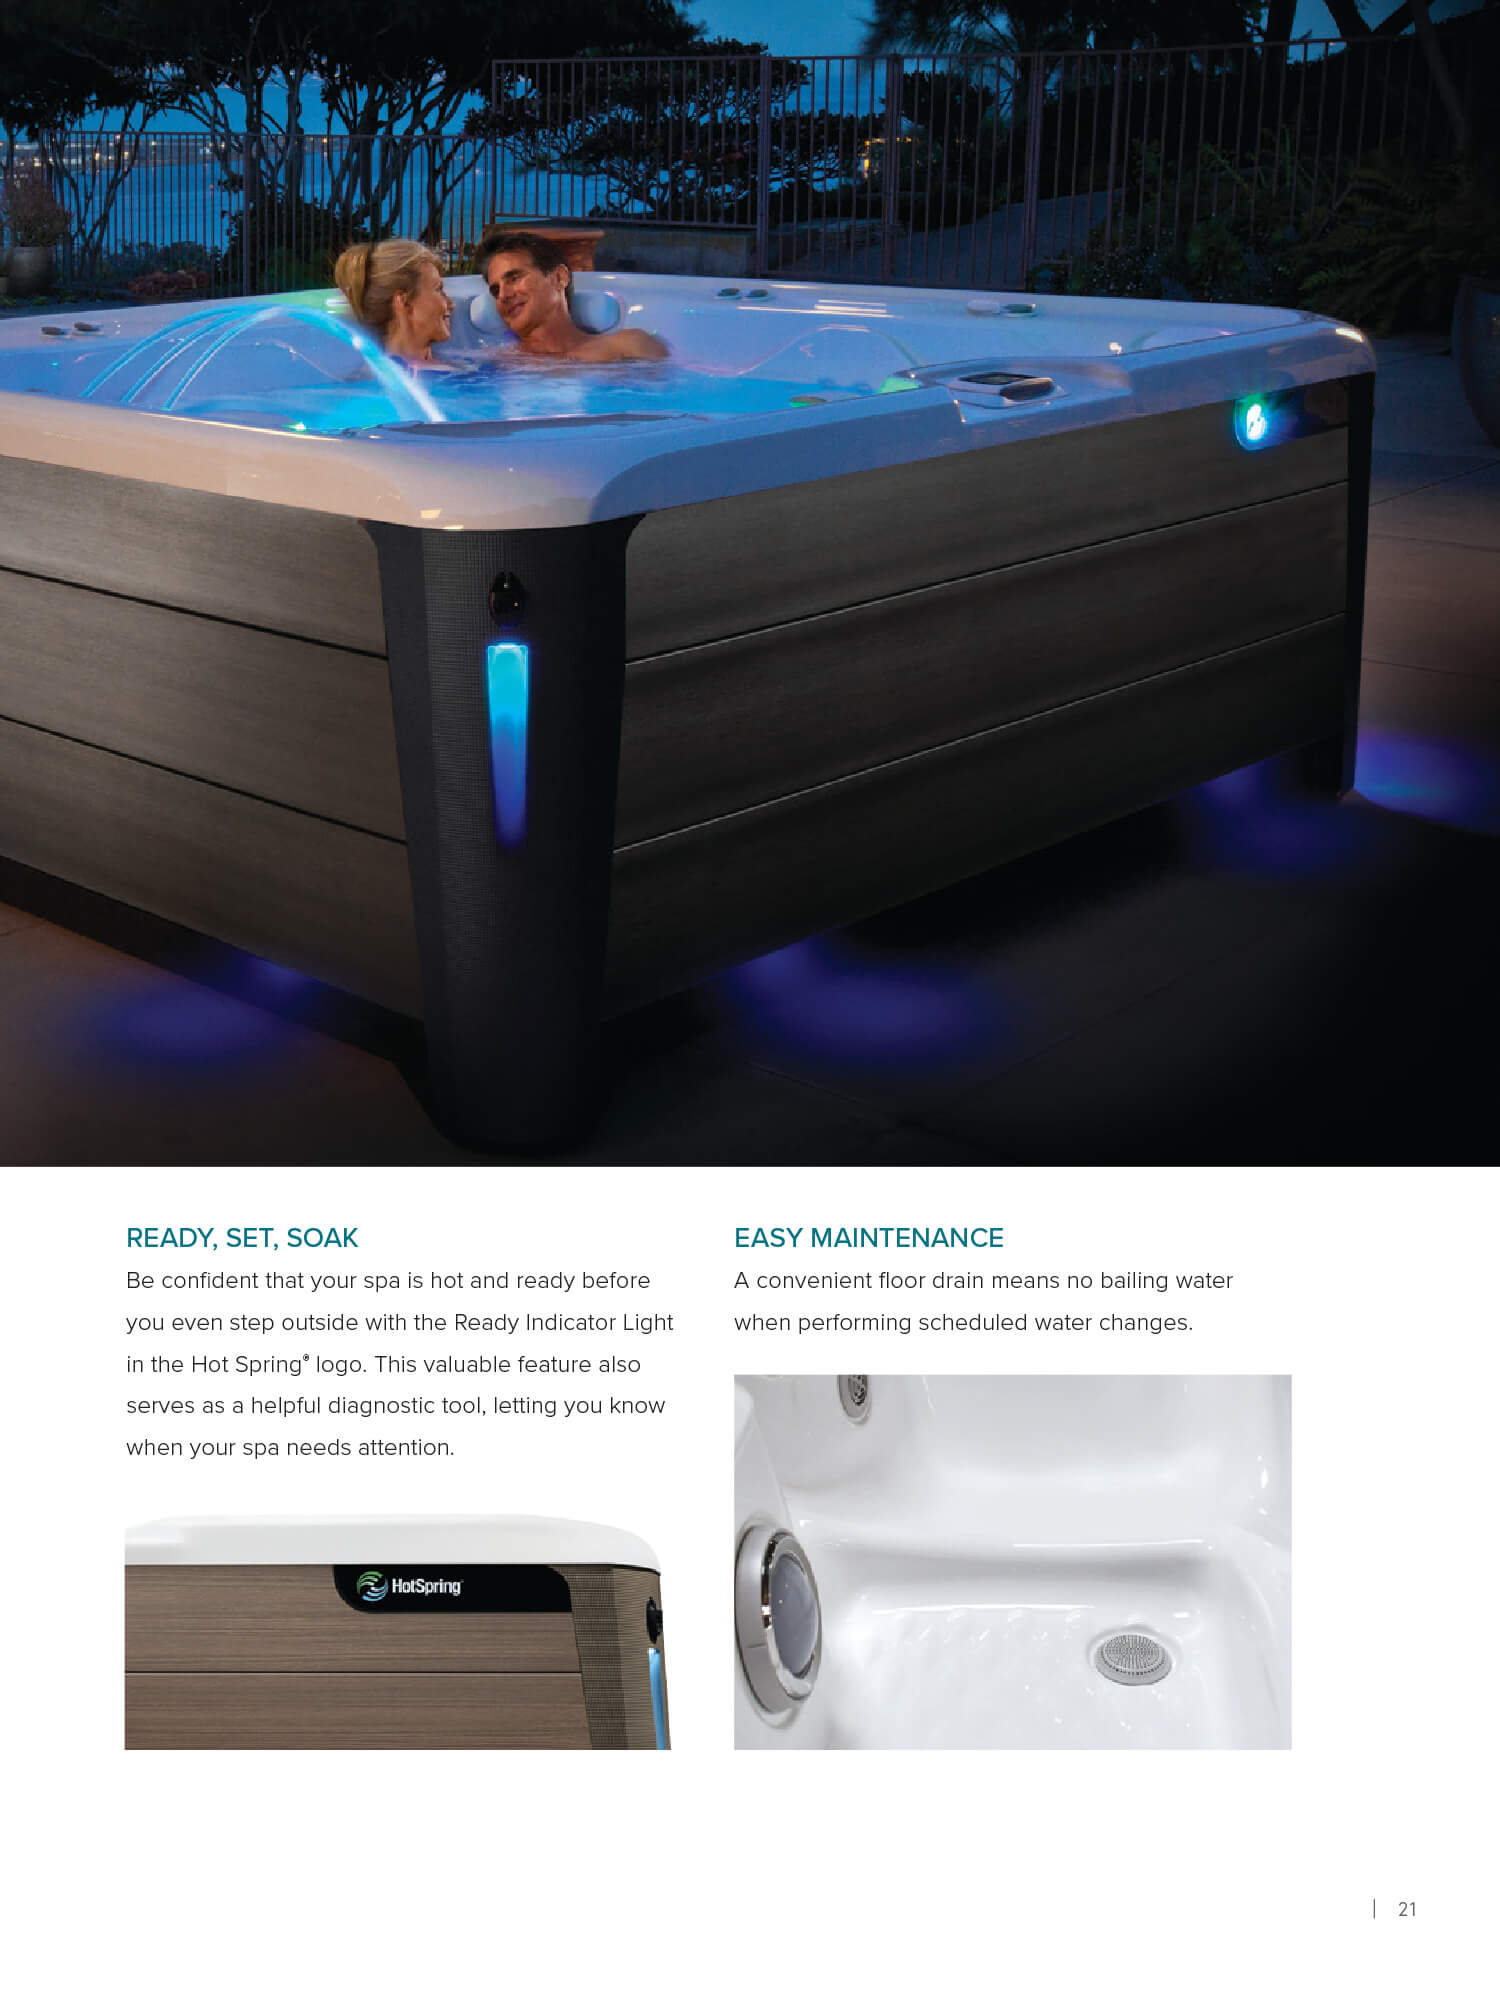 READY, SET, SOAK
Be confident that your spa is hot and ready before
you even step outside with the Ready Indicator Light
in the Hot Spring® logo. This valuable feature also
serves as a helpful diagnostic tool, letting you know
when your spa needs attention.
HotSpring
EASY MAINTENANCE
A convenient floor drain means no bailing water
when performing scheduled water changes.
| 21